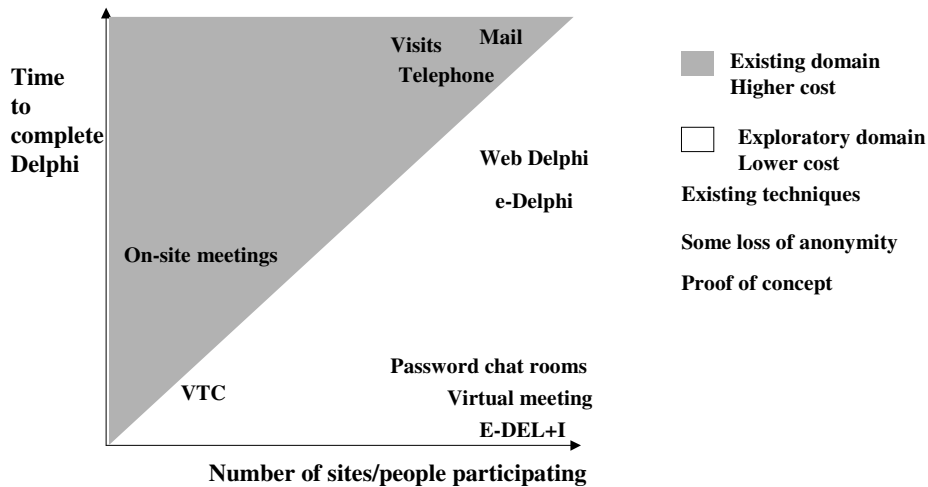 Time
to
complete
Delphi
Visits
Mail
Telephone
Web Delphi
e-Delphi
On-site meetings
Password chat rooms
VTC
Virtual meeting
E-DEL+I
Number of sites/people participating
Existing domain
Higher cost
Exploratory domain
Lower cost
Existing techniques
Some loss of anonymity
Proof of concept